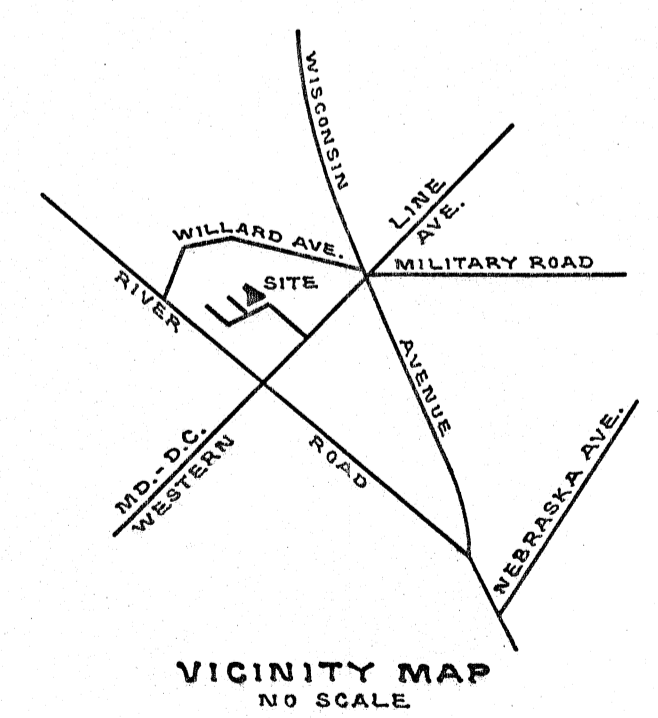 WISCONSIN
LINE
AVE.
WILLARD AVE.
MILITARY ROAD
SITE
RIVER
AVENUE
MD.-D.C.
WESTERN
ROAD
NEBRASKA AVE.
VICINITY MAP
NO SCALE